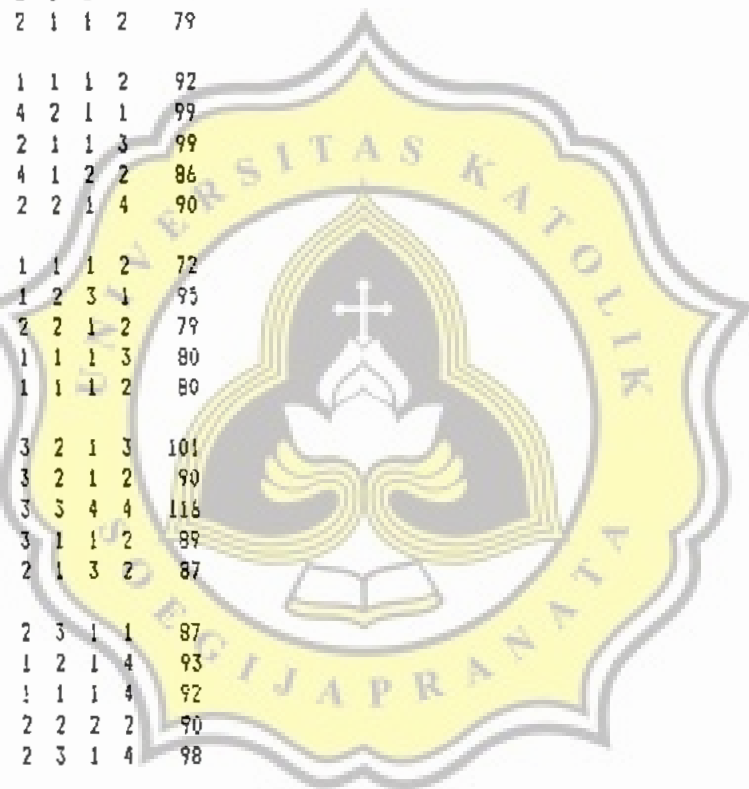 2 1 1 2 79
1 1 1 2 92
4 2 1 1 99
2 1 1 3 99
4 1 2 2 86
2 2 1 4 90
1 1 1 2 72
1 2 3 1 95
2 2 1 2 79
1 1 1 3 80
1 1 1 2 80
3 2 1 3 101
3 2 1 2 90
3 3 4 4 116
3 1 1 2 89
2 1 3 2 87
2 3 1 1 87
1 2 1 4 93
1 1 1 4 92
2 2 2 2 90
2 3 1 4 98
UNIVERSITAS KATOLIK
SOEGIJAPRANATA